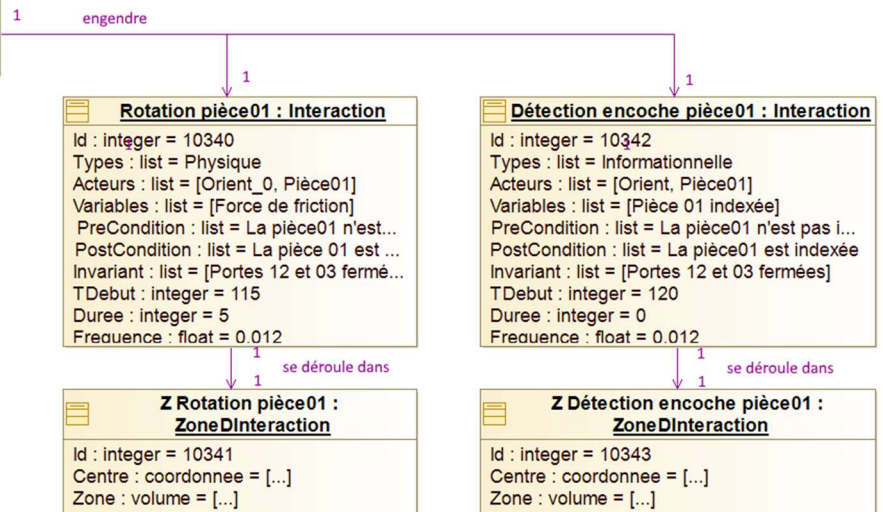 1
engendre
1
1
Rotation pièce01 : Interaction
Id : integer = 10340
1
Types : list = Physique
Acteurs : list = [Orient_0, Pièce01]
Variables : list = [Force de friction]
PreCondition : list = La pièce01 n'est...
PostCondition : list = La pièce 01 est ...
Invariant : list = [Portes 12 et 03 fermé...
TDebut : integer = 115
Duree : integer = 5
Frequence : float = 0.012
Détection encoche pièce01 : Interaction
Id : integer = 10342
1
Types : list = Informationnelle
Acteurs : list = [Orient, Pièce01]
Variables : list = [Pièce 01 indexée]
PreCondition : list = La pièce01 n'est pas i...
PostCondition : list = La pièce01 est indexée
Invariant : list = [Portes 12 et 03 fermées]
TDebut : integer = 120
Duree : integer = 0
Frequence : float = 0.012
1
se déroule dans
1
1
se déroule dans
1
Z Rotation pièce01 :
ZoneDInteraction
Id : integer = 10341
Centre : coordonnee = [...]
Zone : volume = [...]
Z Détection encoche pièce01 :
ZoneDInteraction
Id : integer = 10343
Centre : coordonnee = [...]
Zone : volume = [...]